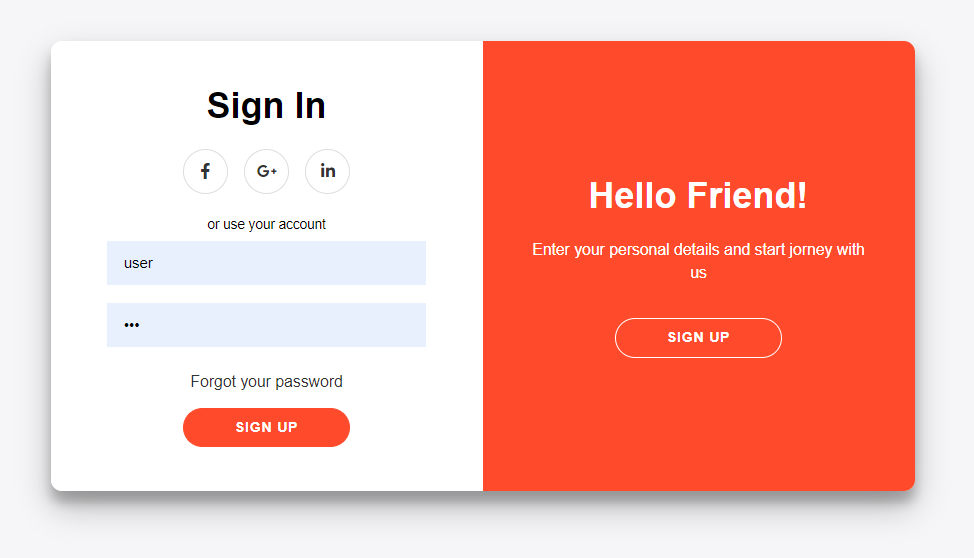 Sign In
f G+ in
or use your account
user
•••
Forgot your password
SIGN UP
Hello Friend!
Enter your personal details and start jorney with
us
SIGN UP